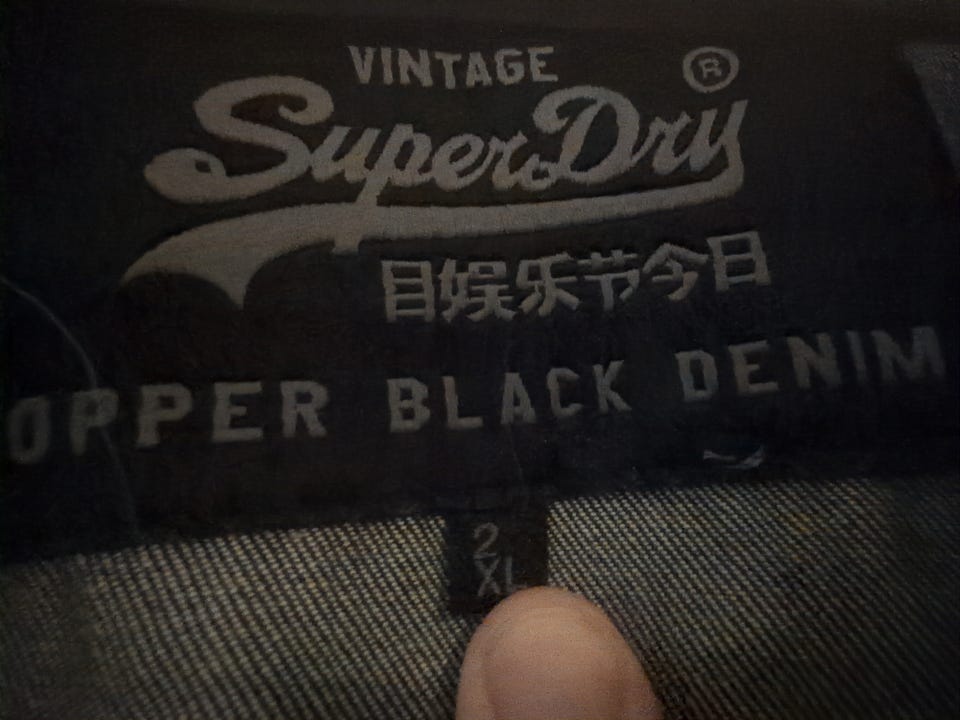 VINTAGE
SuperDry ®
目娱乐节今日
OPPER BLACK DENIM
2
XL